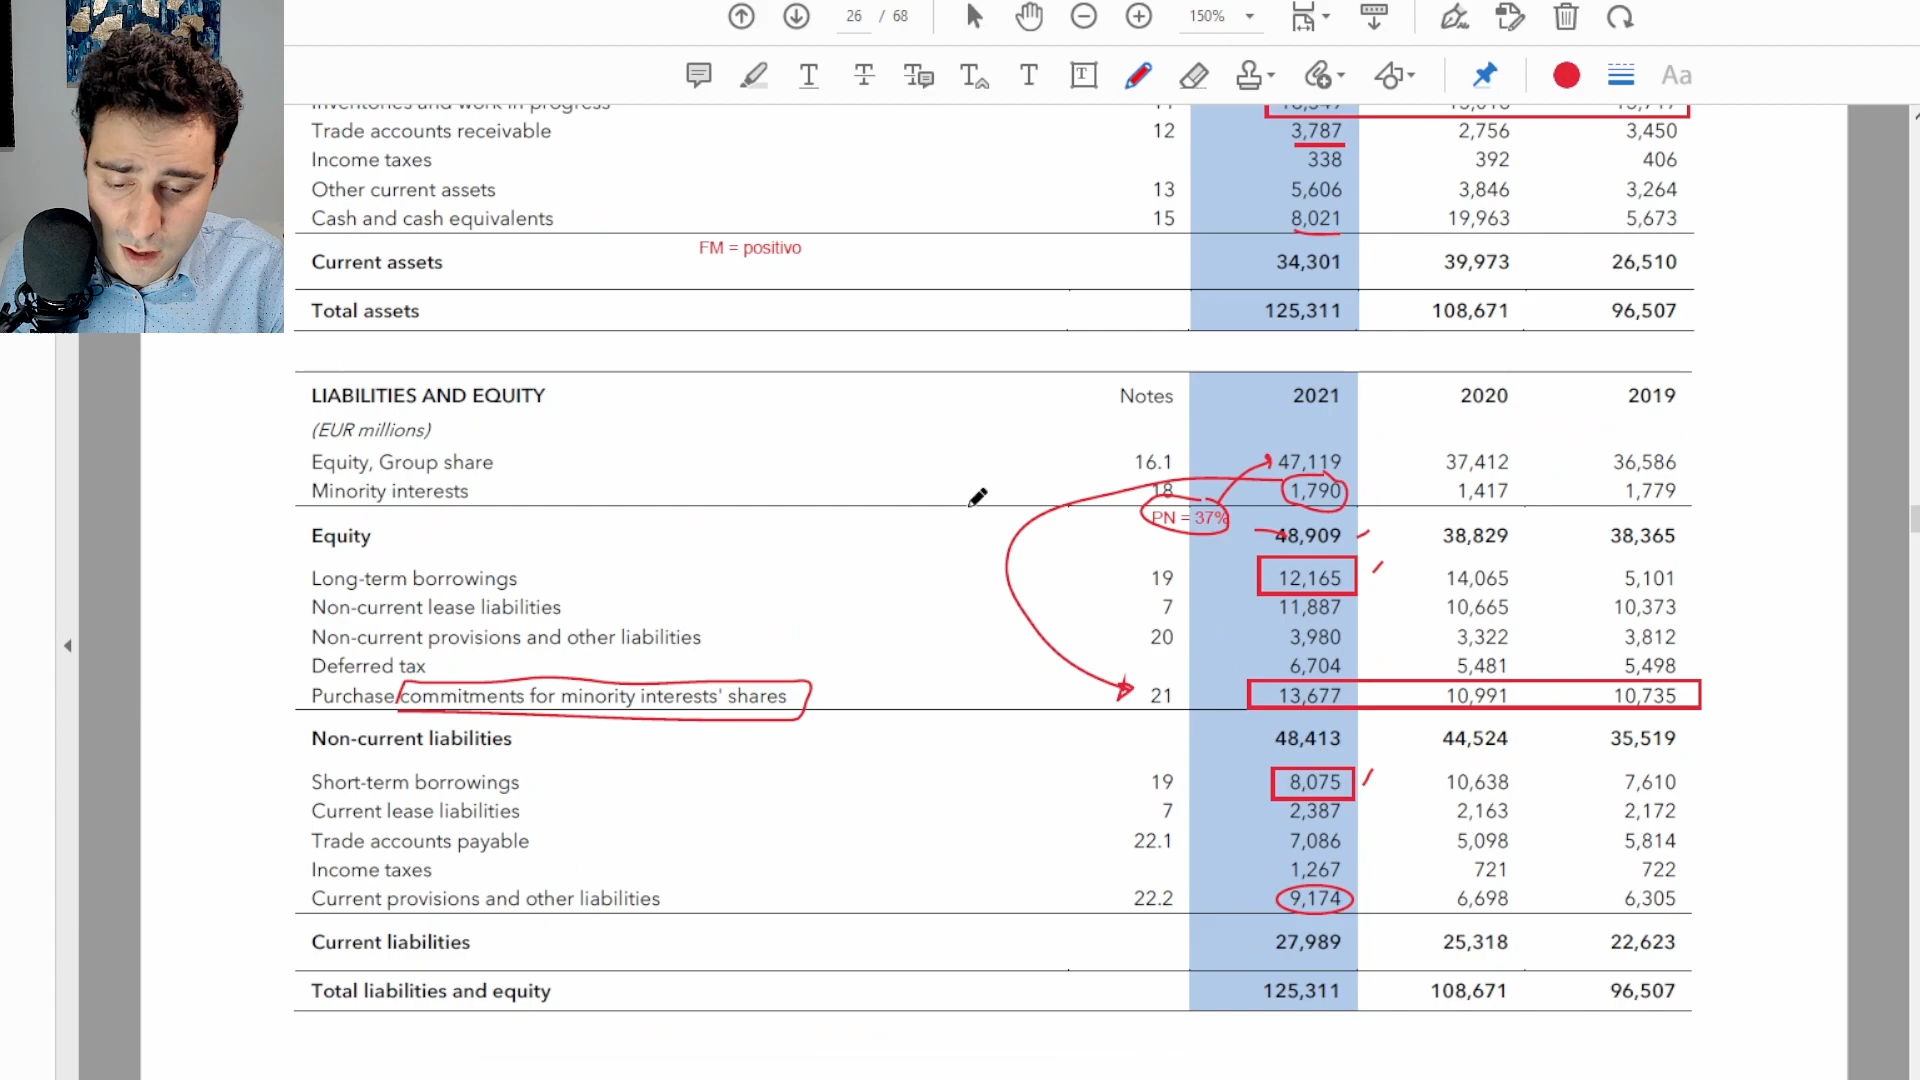 26 / 68 150%
Aa
Inventories and work in progress 11
Trade accounts receivable 12 3,787 2,756 3,450
Income taxes 338 392 406
Other current assets 13 5,606 3,846 3,264
Cash and cash equivalents 15 8,021 19,963 5,673
FM = positivo
Current assets 34,301 39,973 26,510
Total assets 125,311 108,671 96,507
LIABILITIES AND EQUITY Notes 2021 2020 2019
(EUR millions)
Equity, Group share 16.1 47,119 37,412 36,586
Minority interests 18 1,790 1,417 1,779
PN = 37%
Equity 48,909 38,829 38,365
Long-term borrowings 19 12,165 14,065 5,101
Non-current lease liabilities 7 11,887 10,665 10,373
Non-current provisions and other liabilities 20 3,980 3,322 3,812
Deferred tax 6,704 5,481 5,498
Purchase commitments for minority interests' shares 21 13,677 10,991 10,735
Non-current liabilities 48,413 44,524 35,519
Short-term borrowings 19 8,075 10,638 7,610
Current lease liabilities 7 2,387 2,163 2,172
Trade accounts payable 22.1 7,086 5,098 5,814
Income taxes 1,267 721 722
Current provisions and other liabilities 22.2 9,174 6,698 6,305
Current liabilities 27,989 25,318 22,623
Total liabilities and equity 125,311 108,671 96,507